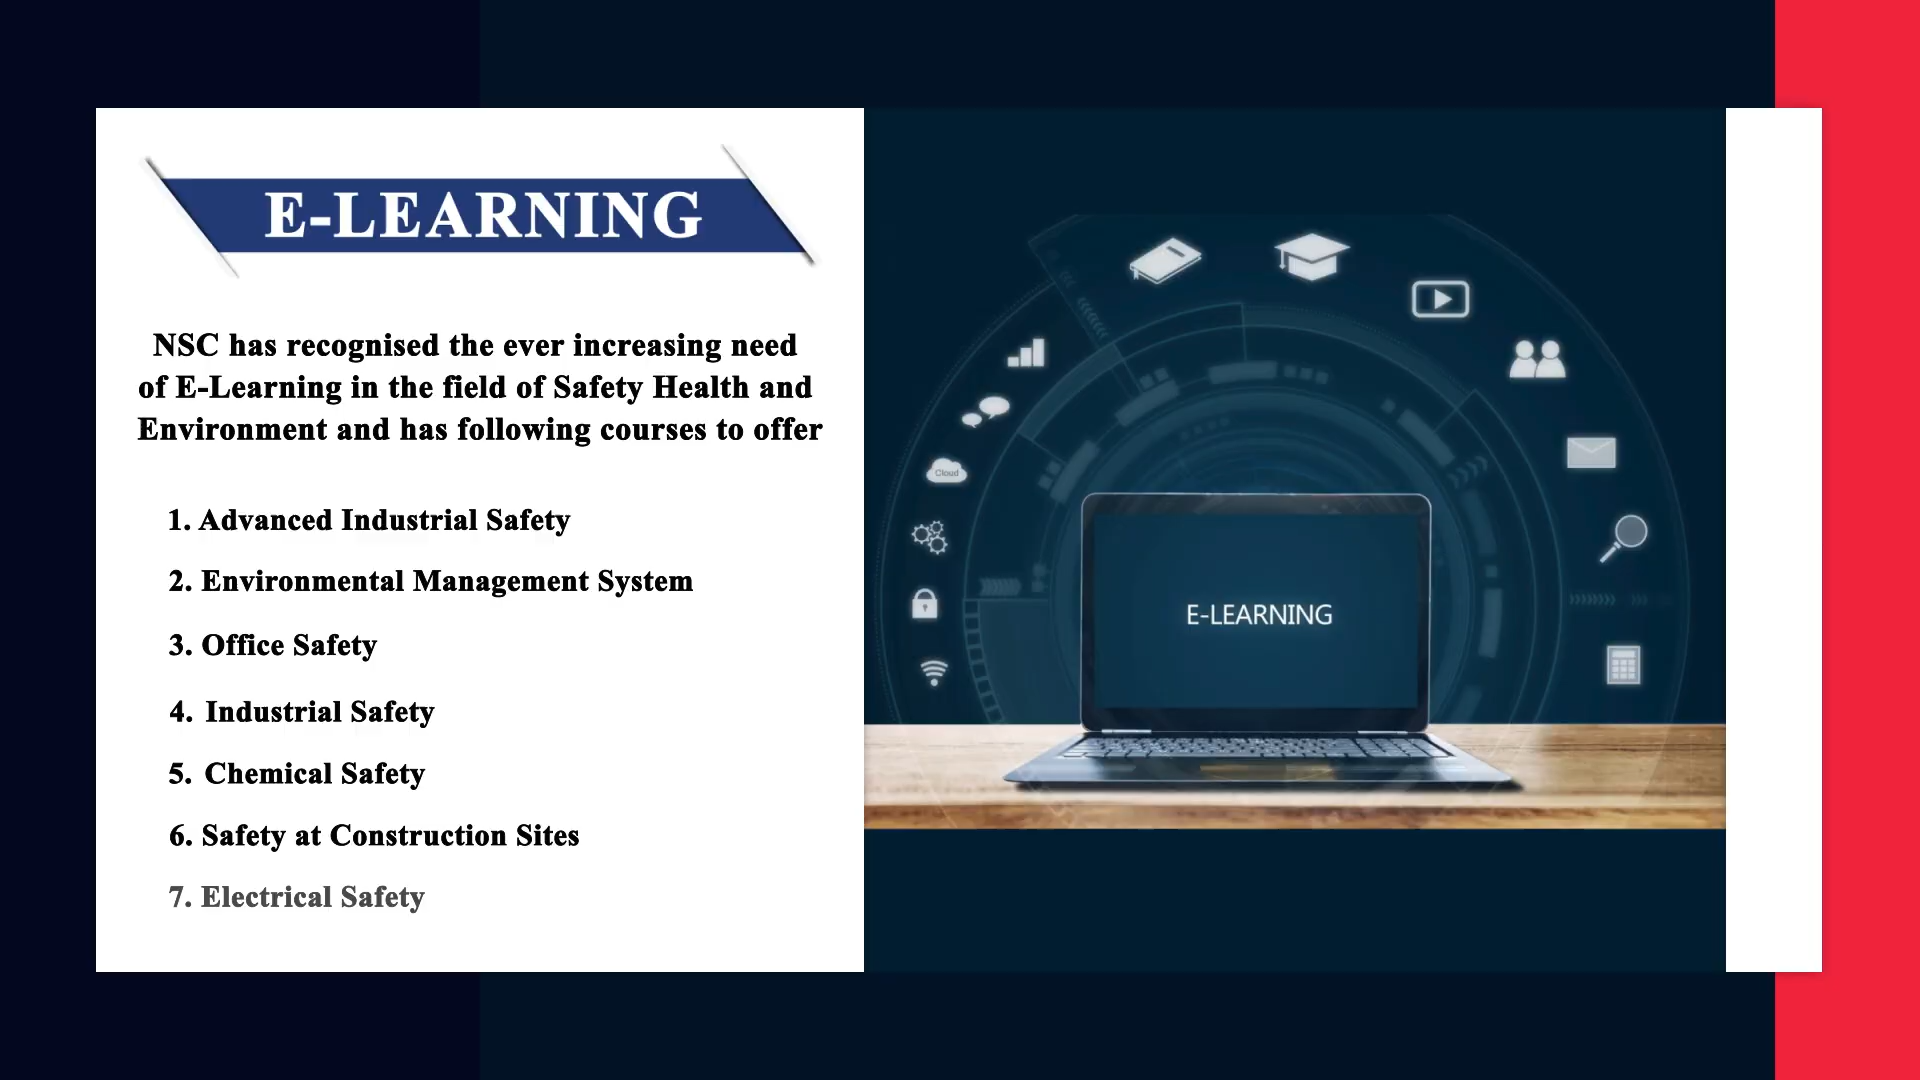 E-LEARNING
NSC has recognised the ever increasing need
of E-Learning in the field of Safety Health and
Environment and has following courses to offer
1. Advanced Industrial Safety
2. Environmental Management System
3. Office Safety
4. Industrial Safety
5. Chemical Safety
6. Safety at Construction Sites
7. Electrical Safety
Cloud
E-LEARNING